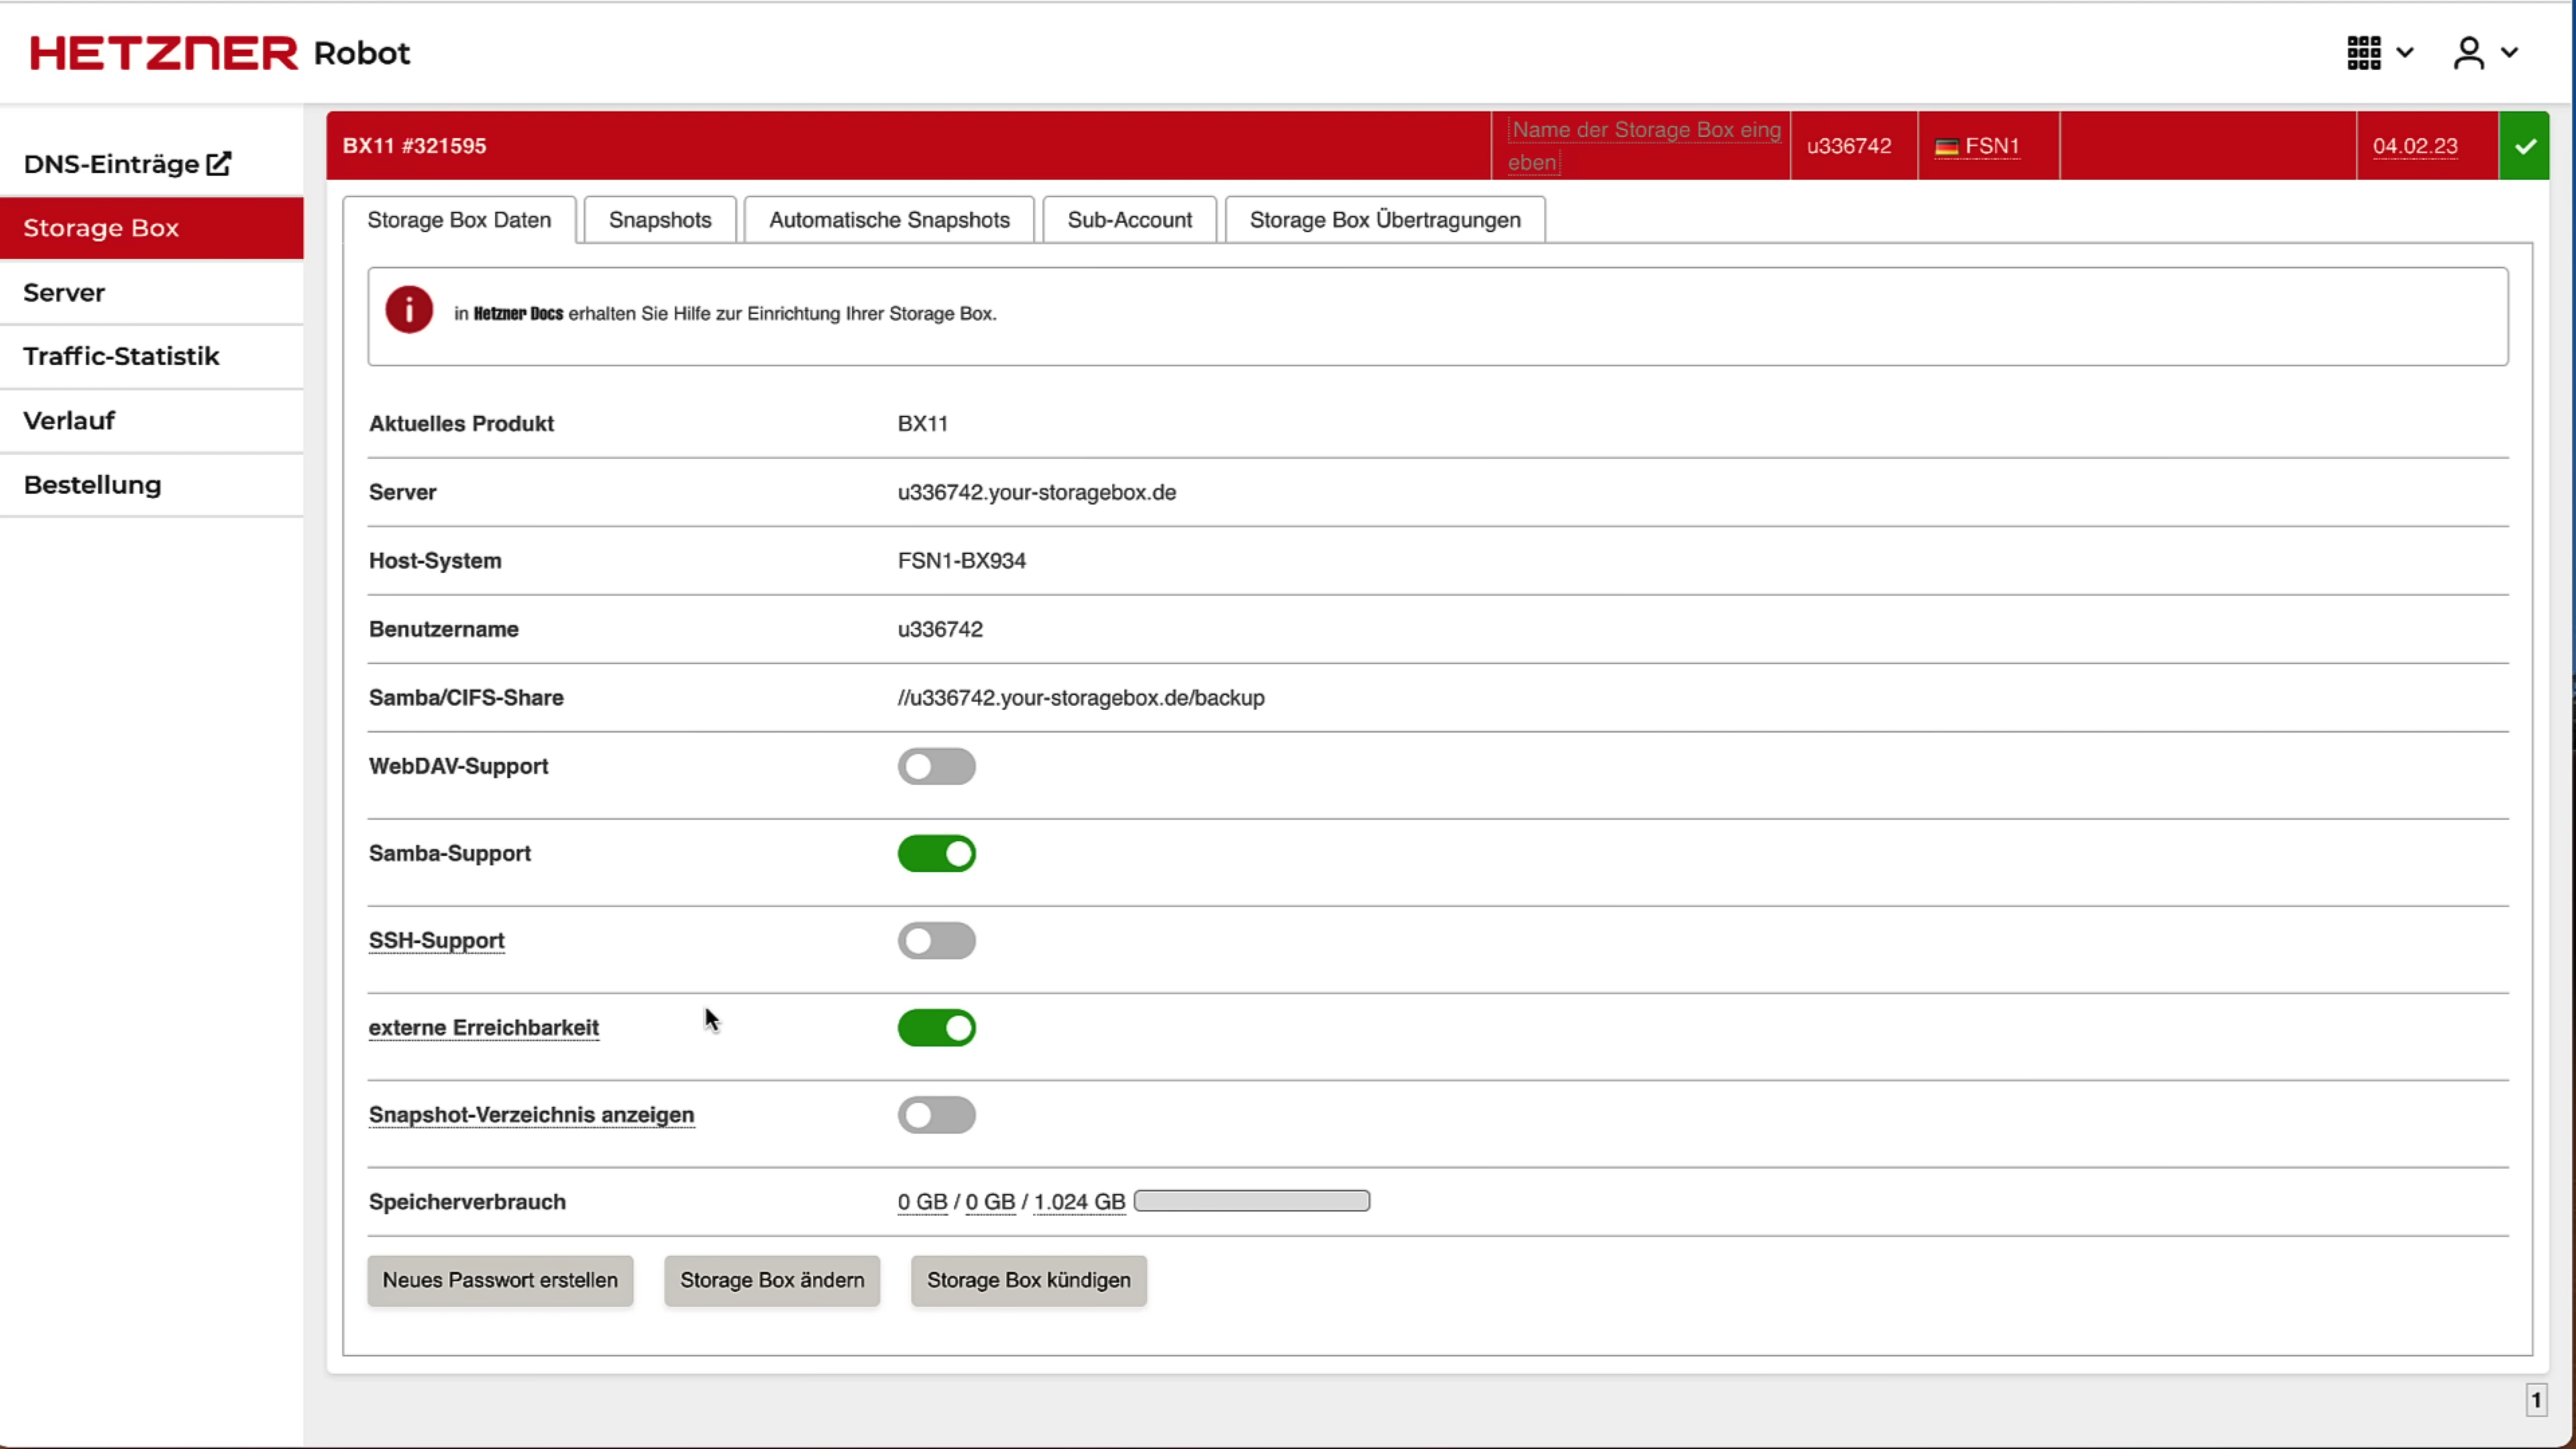 HETZNER Robot
DNS-Einträge
Storage Box
Server
Traffic-Statistik
Verlauf
Bestellung
BX11 #321595
Name der Storage Box eing
eben
u336742
FSN1
04.02.23
Storage Box Daten
Snapshots
Automatische Snapshots
Sub-Account
Storage Box Übertragungen
in Hetzner Docs erhalten Sie Hilfe zur Einrichtung Ihrer Storage Box.
Aktuelles Produkt BX11
Server u336742.your-storagebox.de
Host-System FSN1-BX934
Benutzername u336742
Samba/CIFS-Share //u336742.your-storagebox.de/backup
WebDAV-Support
Samba-Support
SSH-Support
externe Erreichbarkeit
Snapshot-Verzeichnis anzeigen
Speicherverbrauch 0 GB / 0 GB / 1.024 GB
Neues Passwort erstellen
Storage Box ändern
Storage Box kündigen
1